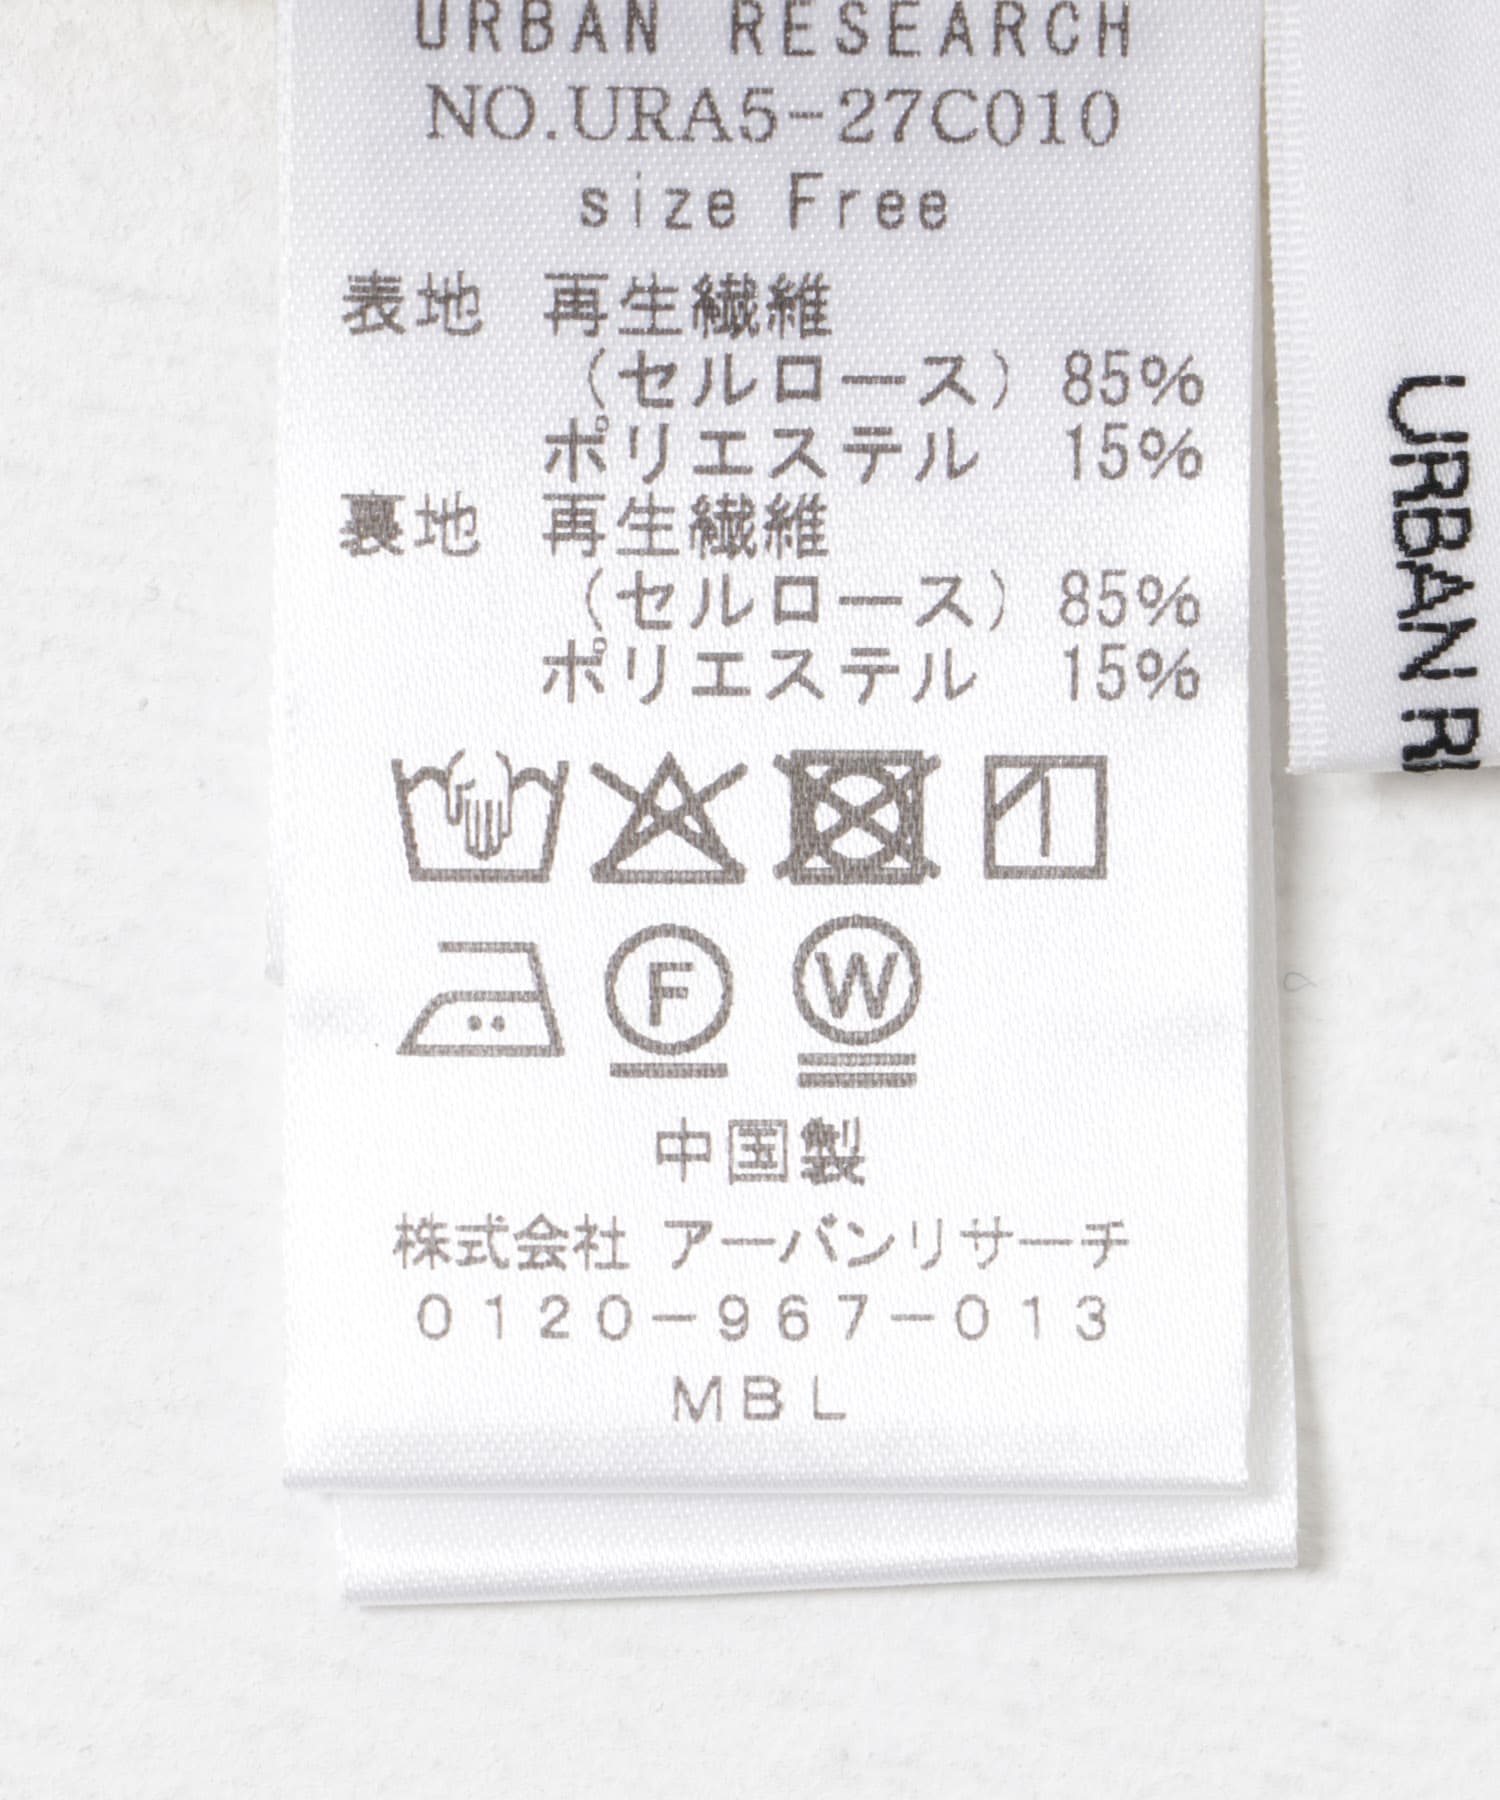 URBAN RESEARCH
NO.URA5-27C010
size Free
表地 再生繊維
(セルロース) 85%
ポリエステル 15%
裏地 再生繊維
(セルロース) 85%
ポリエステル 15%
F
W
中国製
株式会社 アーバンリサーチ
0120-967-013
MBL
URBAN RE